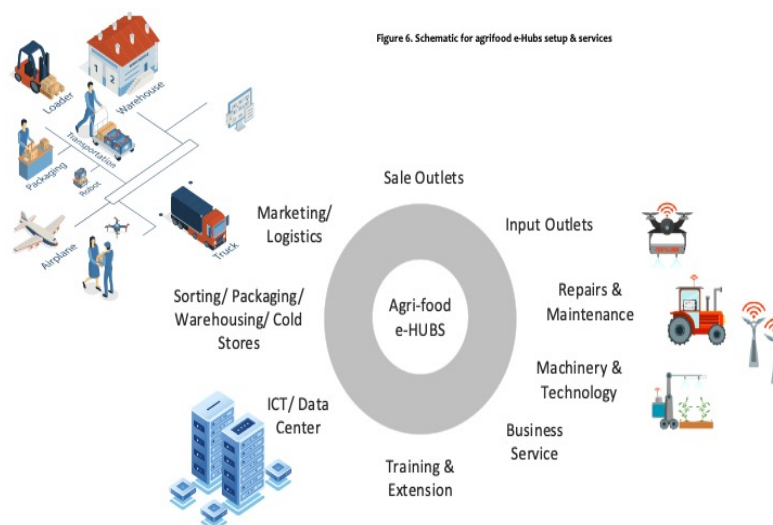 Figure 6. Schematic for agrifood e-Hubs setup & services
Loader
1 2
Warehouse
Transportation
Packaging
Robot
Airplane
Truck
Sale Outlets
Marketing/
Logistics
Input Outlets
Sorting/ Packaging/
Warehousing/ Cold
Stores
Agri-food
e-HUBS
Repairs &
Maintenance
Machinery &
Technology
ICT/ Data
Center
Business
Service
Training &
Extension